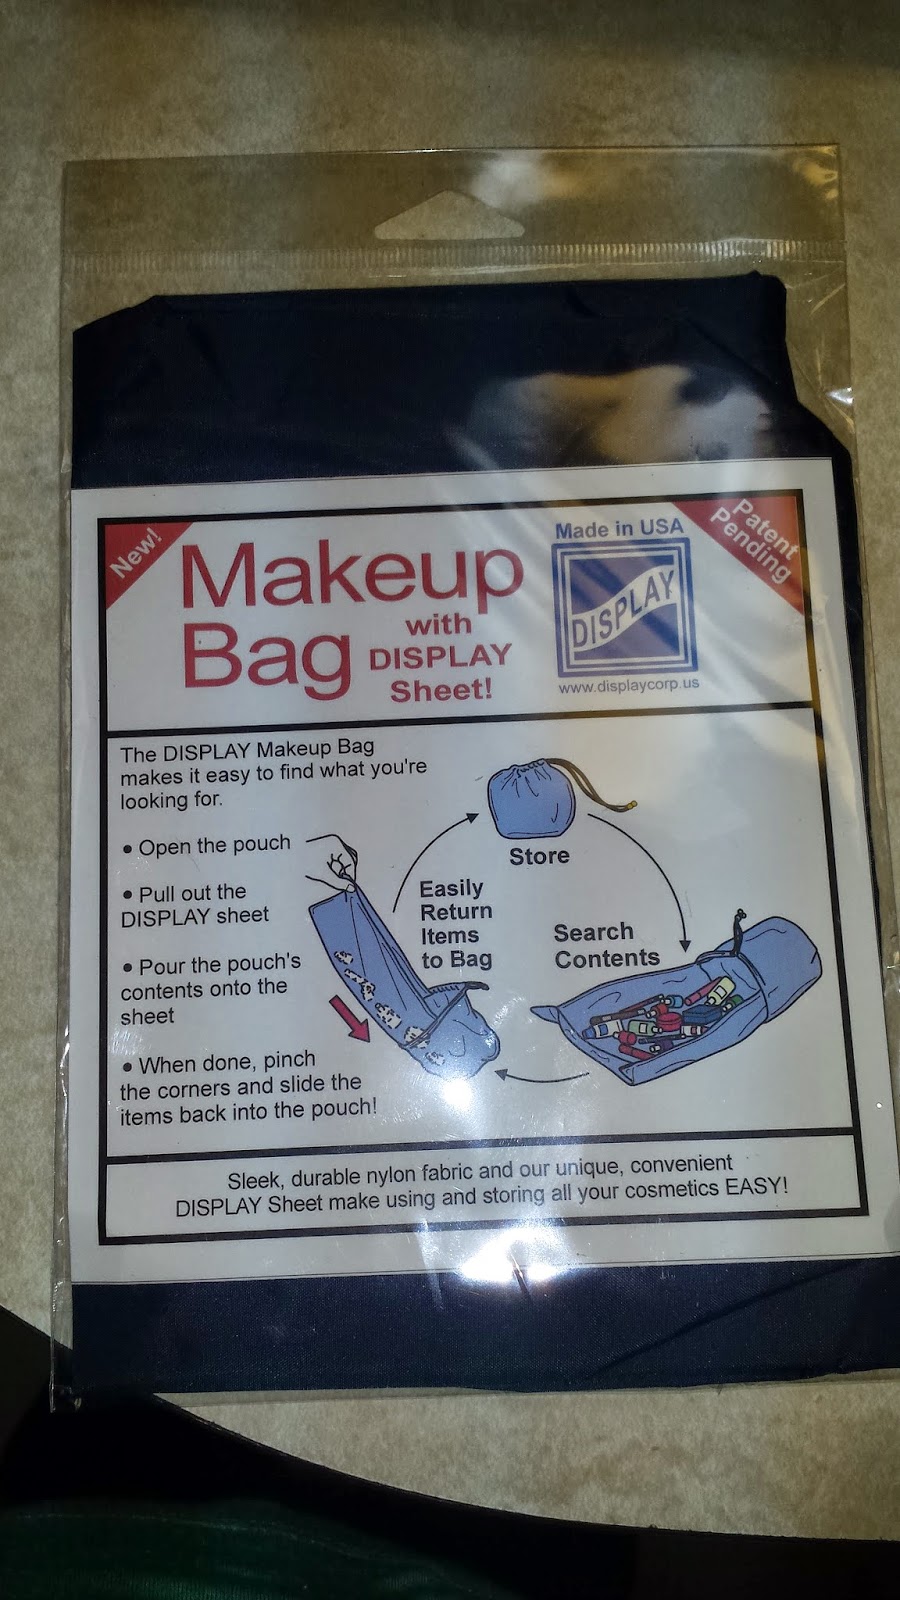 New!
Makeup
Bag
with
DISPLAY
Sheet!
Made in USA
DISPLAY
www.displaycorp.us
Patent
Pending
The DISPLAY Makeup Bag
makes it easy to find what you're
looking for.
• Open the pouch
• Pull out the
DISPLAY sheet
• Pour the pouch's
contents onto the
sheet
• When done, pinch
the corners and slide the
items back into the pouch!
Store
Easily
Return
Items
to Bag
Search
Contents
Sleek, durable nylon fabric and our unique, convenient
DISPLAY Sheet make using and storing all your cosmetics EASY!